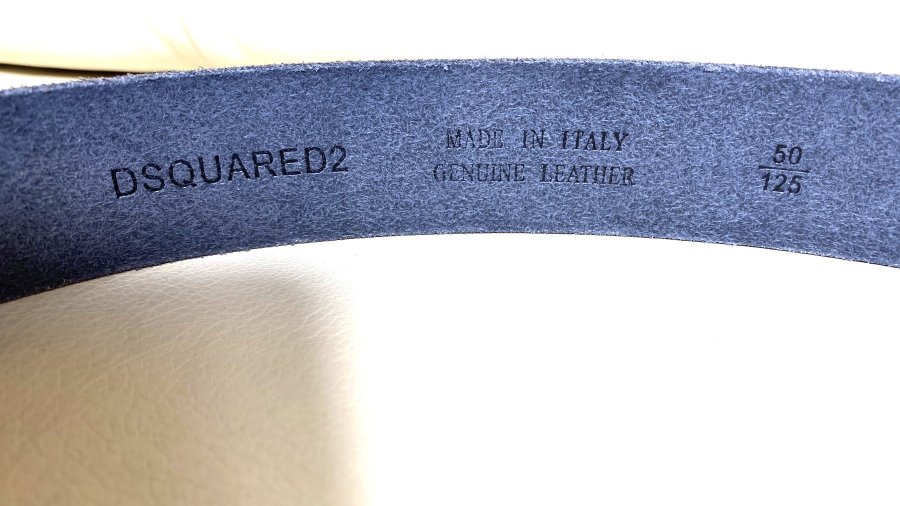 DSQUARED2
MADE IN ITALY
GENUINE LEATHER
50
125